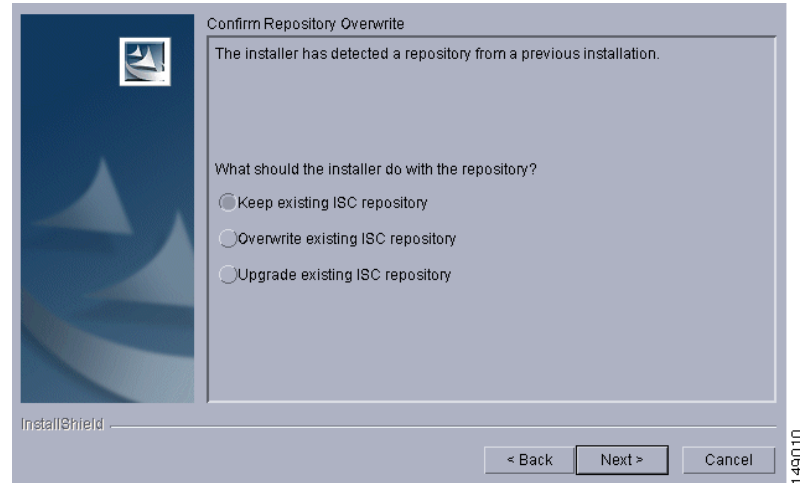 Confirm Repository Overwrite
The installer has detected a repository from a previous installation.
What should the installer do with the repository?
Keep existing ISC repository
Overwrite existing ISC repository
Upgrade existing ISC repository
InstallShield
< Back
Next >
Cancel
149010